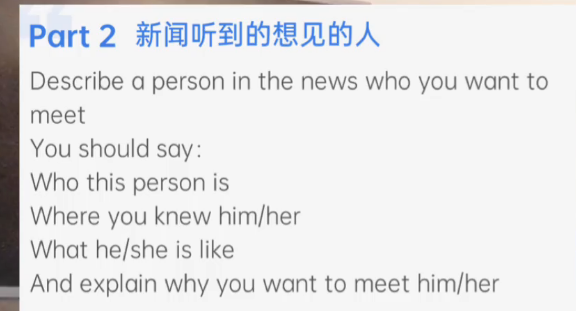 Part 2 新闻听到的想见的人
Describe a person in the news who you want to
meet
You should say:
Who this person is
Where you knew him/her
What he/she is like
And explain why you want to meet him/her